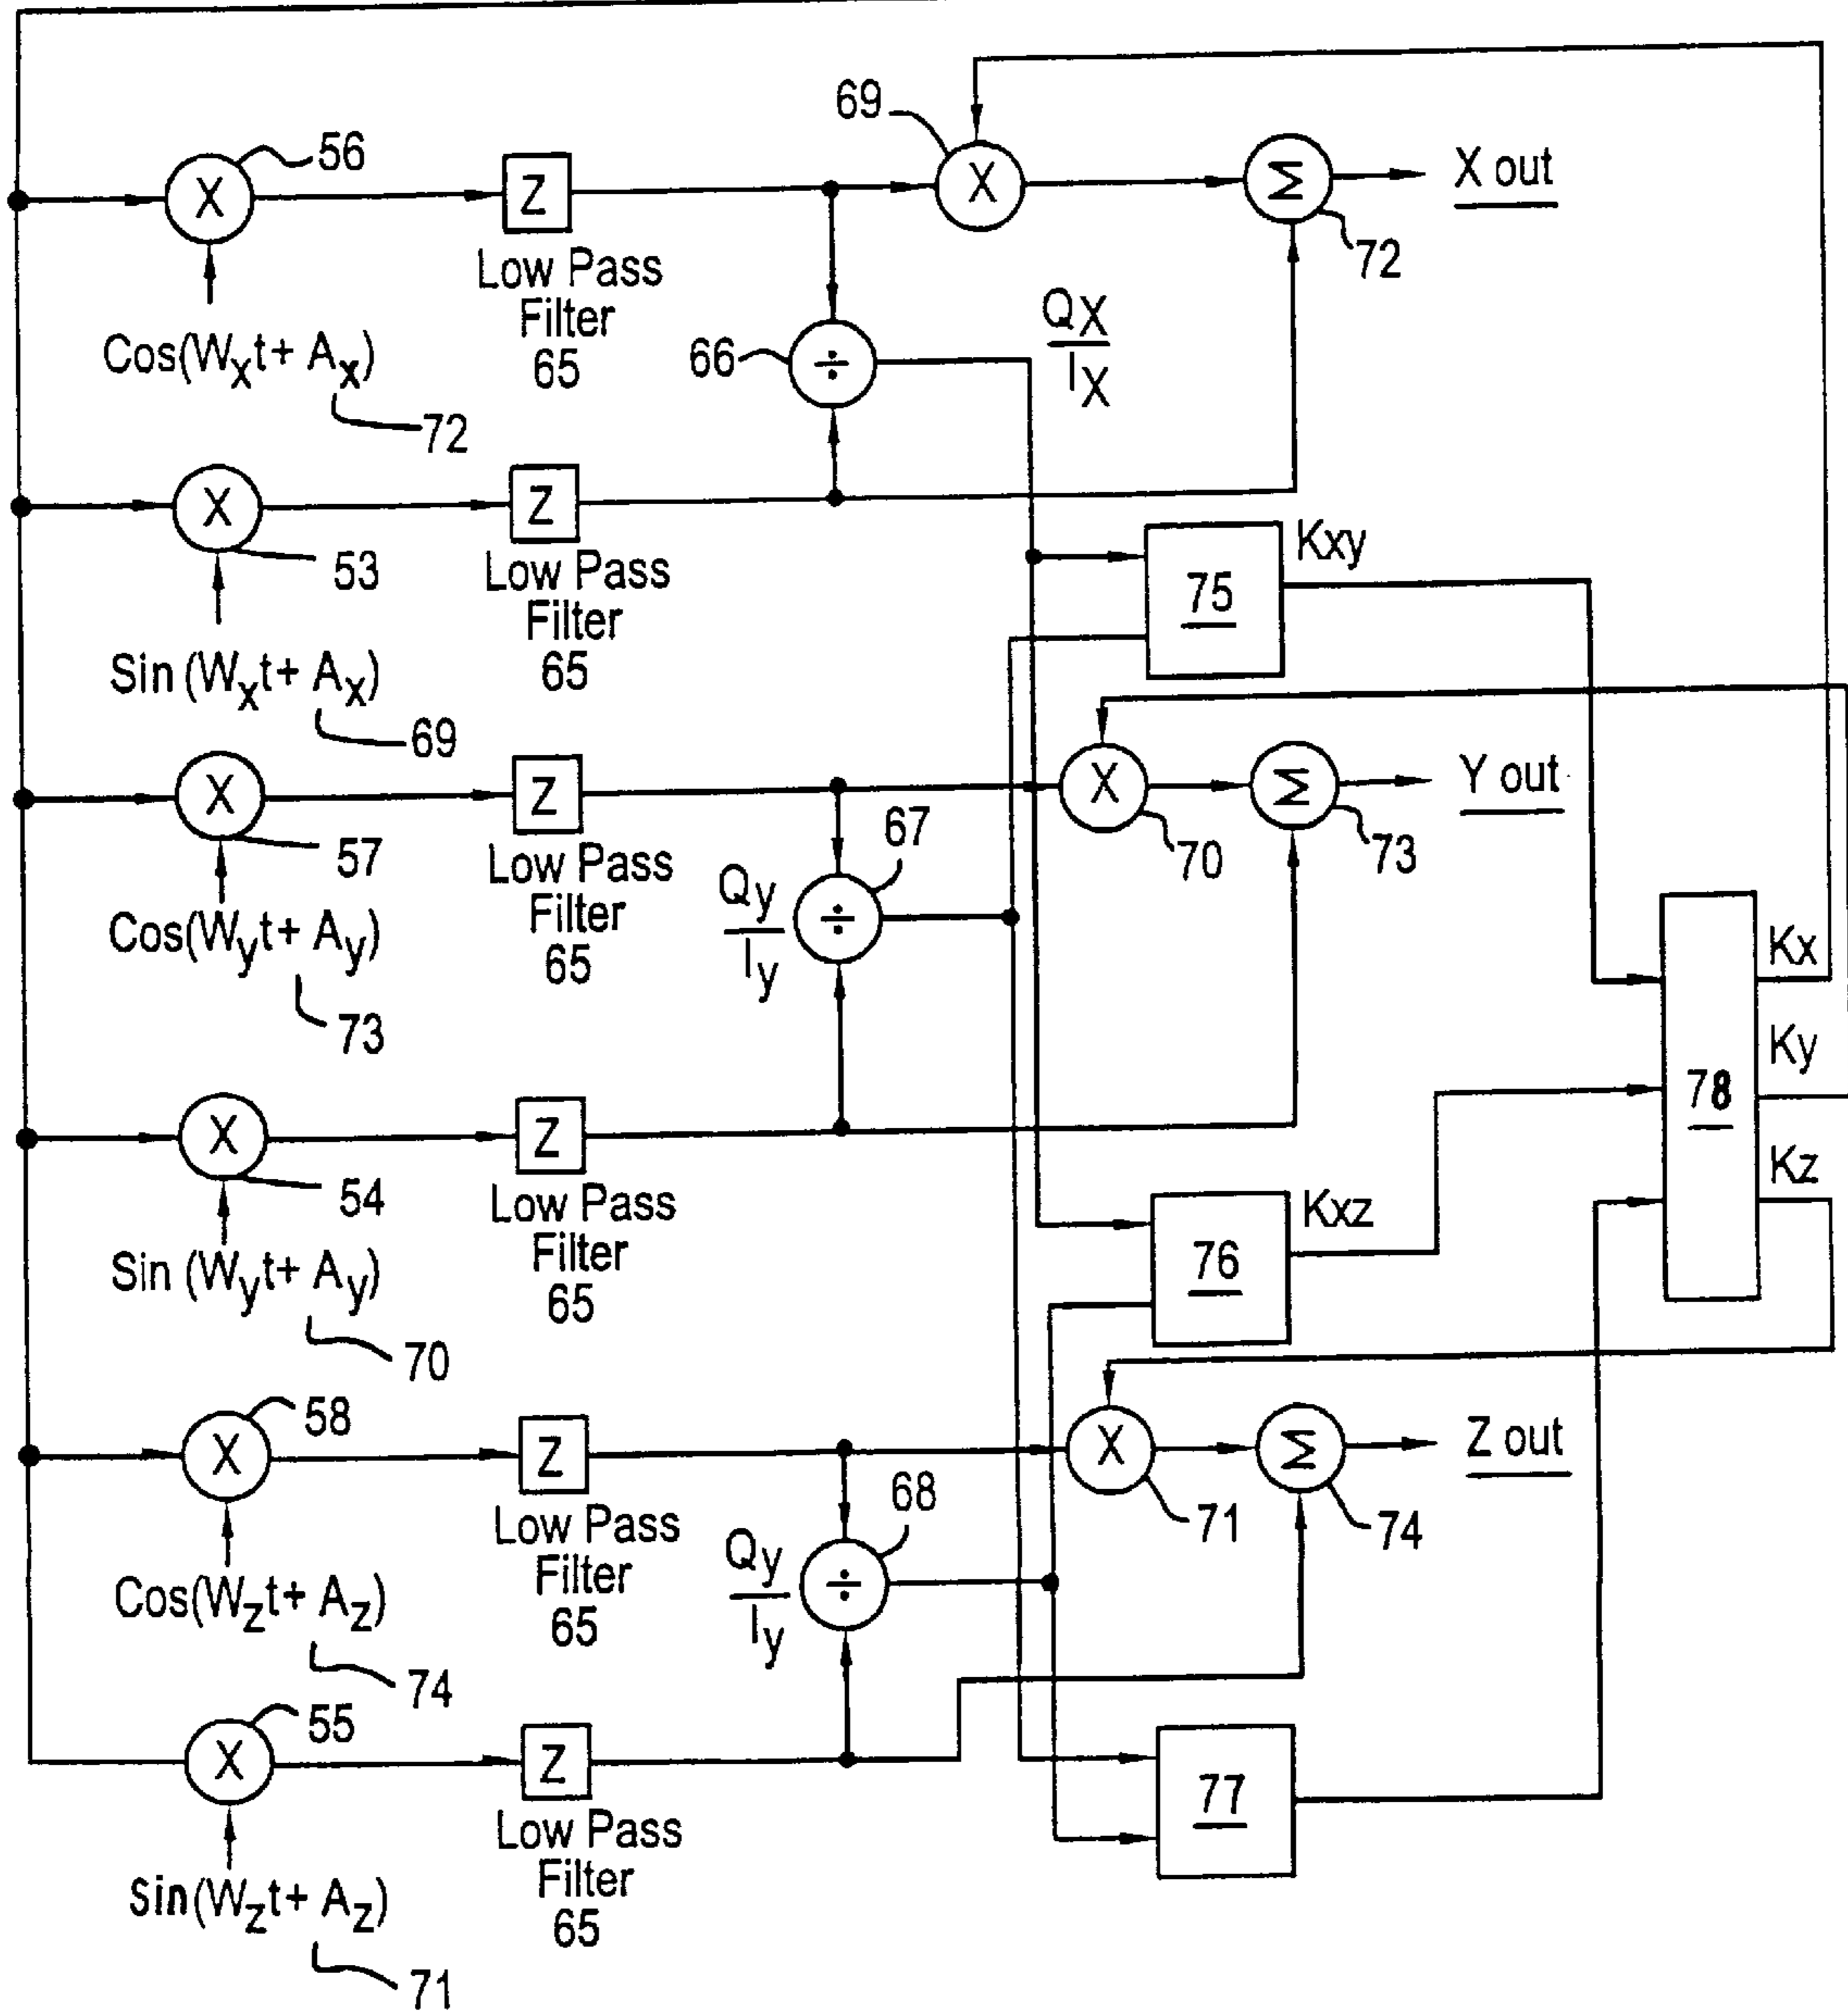 69
56
X
Z
X
Σ
X out
72
Low Pass
Filter
65
Cos(Wxt+ Ax)
72
66
÷
QX
IX
X
Z
53
Low Pass
Filter
65
Sin (Wxt+ Ax)
69
75
Kxy
X
Z
57
Low Pass
Filter
65
Cos(Wyt+ Ay)
73
67
÷
Qy
Iy
X
70
Σ
73
Y out
X
Z
54
Low Pass
Filter
65
Sin (Wyt+ Ay)
70
78
Kx
Ky
Kz
76
Kxz
58
X
Z
Low Pass
Filter
65
Cos(Wzt+ Az)
74
68
÷
Qy
Iy
X
71
Σ
74
Z out
55
X
Z
Low Pass
Filter
65
Sin(Wzt+ Az)
71
77